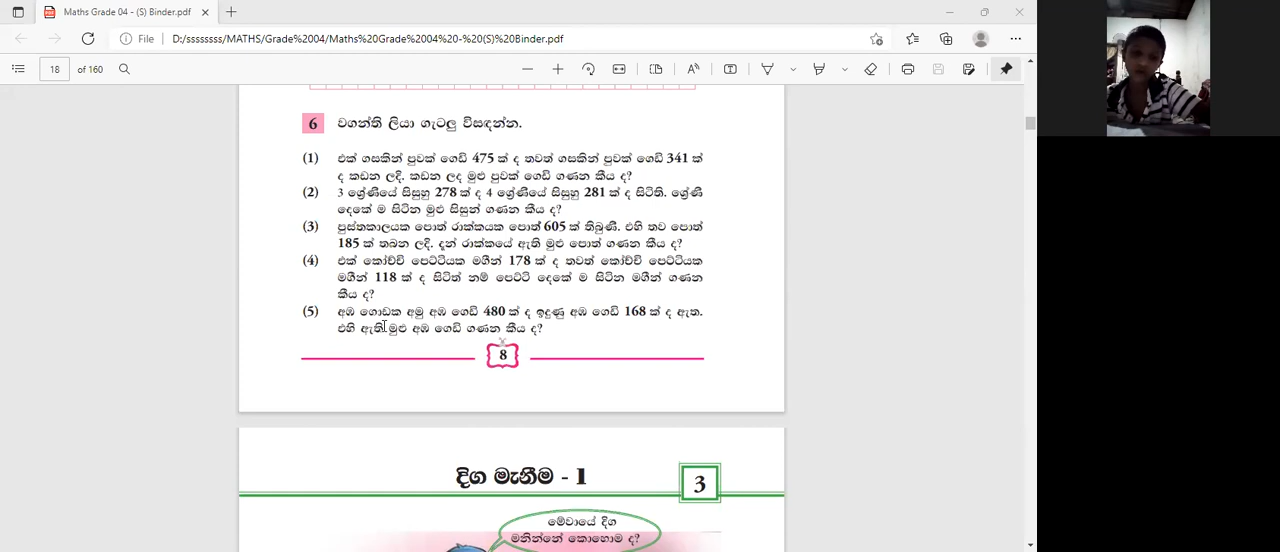 Maths Grade 04 - (S) Binder.pdf
File D:/ssssssss/MATHS/Grade%2004/Maths%20Grade%2004%20-%20(S)%20Binder.pdf
18 of 160
6 වගන්ති ලියා ගැටලු විසඳන්න.
(1) එක් ගසකින් පුවක් ගෙඩි 475 ක් ද තවත් ගසකින් පුවක් ගෙඩි 341 ක්
ද කඩන ලදි. කඩන ලද මුළු පුවක් ගෙඩි ගණන කීය ද?
(2) 3 ශ්‍රේණියේ සිසුහු 278 ක් ද 4 ශ්‍රේණියේ සිසුහු 281 ක් ද සිටිති. ශ්‍රේණි
දෙකේ ම සිටින මුළු සිසුන් ගණන කීය ද?
(3) පුස්තකාලයක පොත් රාක්කයක පොත් 605 ක් තිබුණි. එහි තව පොත්
185 ක් තබන ලදි. දැන් රාක්කයේ ඇති මුළු පොත් ගණන කීය ද?
(4) එක් කෝච්චි පෙට්ටියක මගීන් 178 ක් ද තවත් කෝච්චි පෙට්ටියක
මගීන් 118 ක් ද සිටිත් නම් පෙට්ටි දෙකේ ම සිටින මගීන් ගණන
කීය ද?
(5) අඹ ගොඩක අමු අඹ ගෙඩි 480 ක් ද ඉදුණු අඹ ගෙඩි 168 ක් ද ඇත.
එහි ඇති මුළු අඹ ගෙඩි ගණන කීය ද?
8
දිග මැනීම - 1
3
මේවායේ දිග
මනින්නේ කොහොම ද?